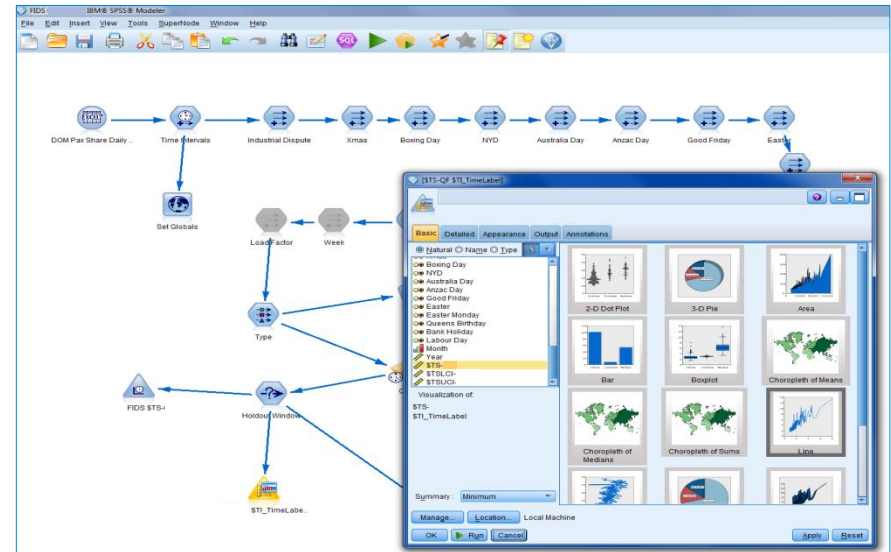 FIDS IBM® SPSS® Modeler
File Edit Insert View Tools SuperNode Window Help
SQL
DOM Pax Share Daily .. Time Intervals Industrial Dispute Xmas Boxing Day NYD Australia Day Anzac Day Good Friday Easter
Set Globals
Load Factor Week
Type
FIDS $TS-
Holdout Window
$TI_TimeLabe..
[$TS-QF $TI_TimeLabel]
Basic Detailed Appearance Output Annotations
Natural Name Type
Boxing Day
NYD
Australia Day
Anzac Day
Good Friday
Easter
Easter Monday
Queens Birthday
Bank Holiday
Labour Day
Month
Year
$TS-
$TSLCI-
$TSUCI-
Visualization of:
$TS-
$TI_TimeLabel
Summary: Minimum
2-D Dot Plot 3-D Pie Area
Bar Boxplot Choropleth of Means
Choropleth of Medians Choropleth of Sums Line
Manage... Location... Local Machine
OK Run Cancel Apply Reset